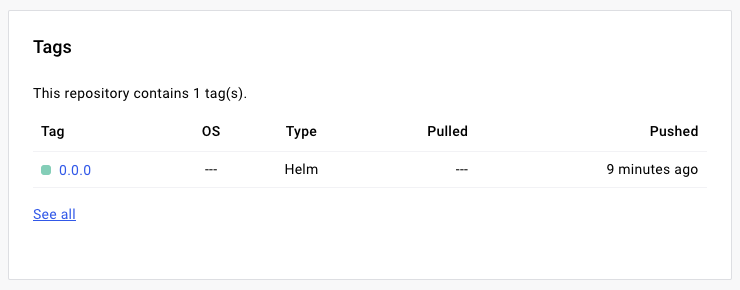 Tags
This repository contains 1 tag(s).
Tag OS Type Pulled Pushed
0.0.0 --- Helm --- 9 minutes ago
See all